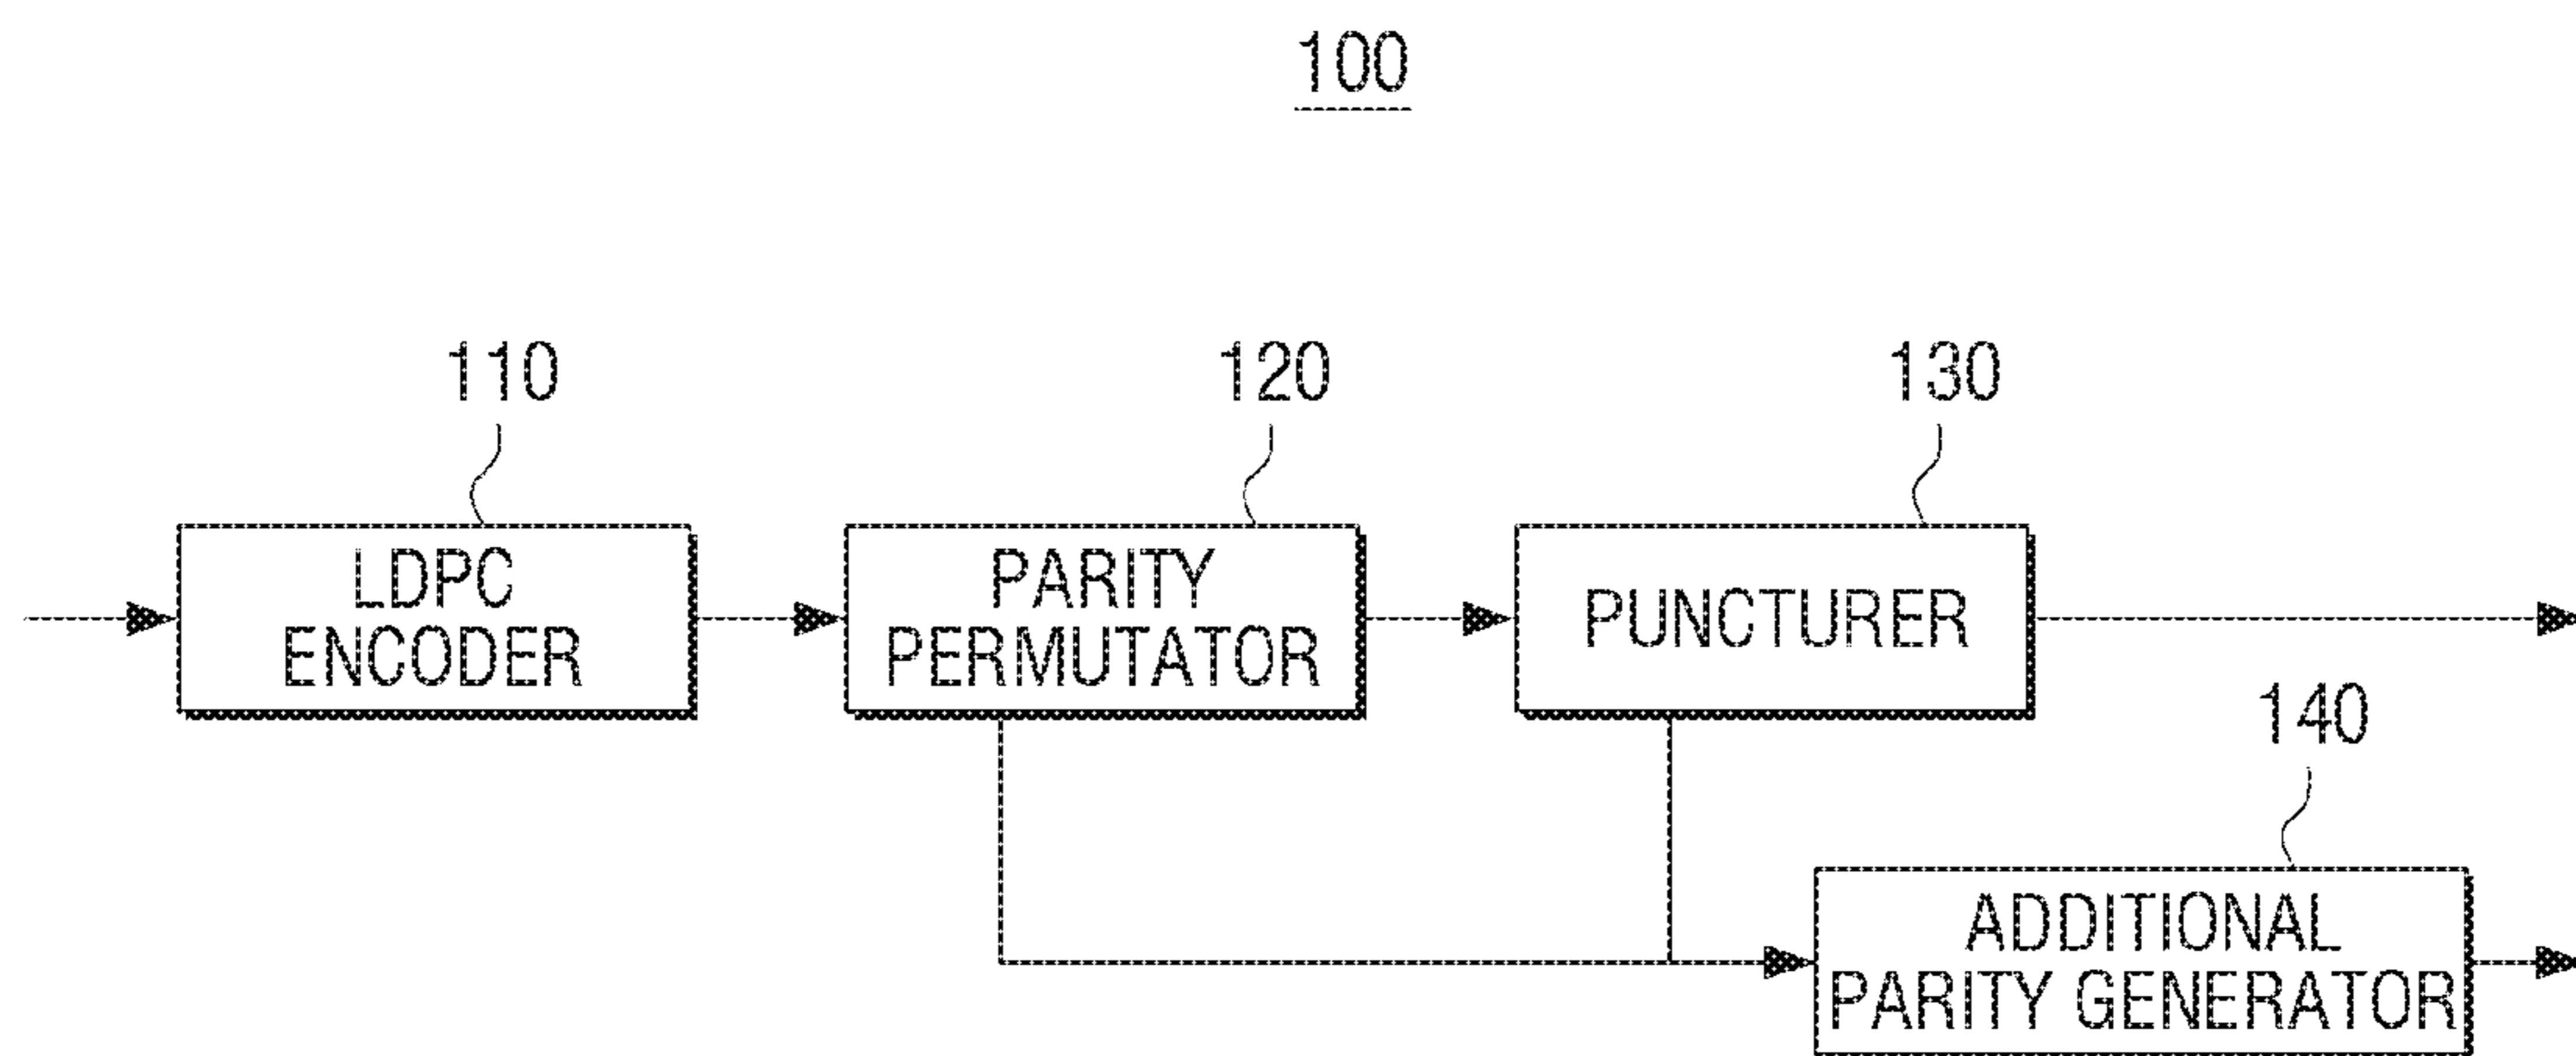 100
110
120
130
LDPC
ENCODER
PARITY
PERMUTATOR
PUNCTURER
140
ADDITIONAL
PARITY GENERATOR